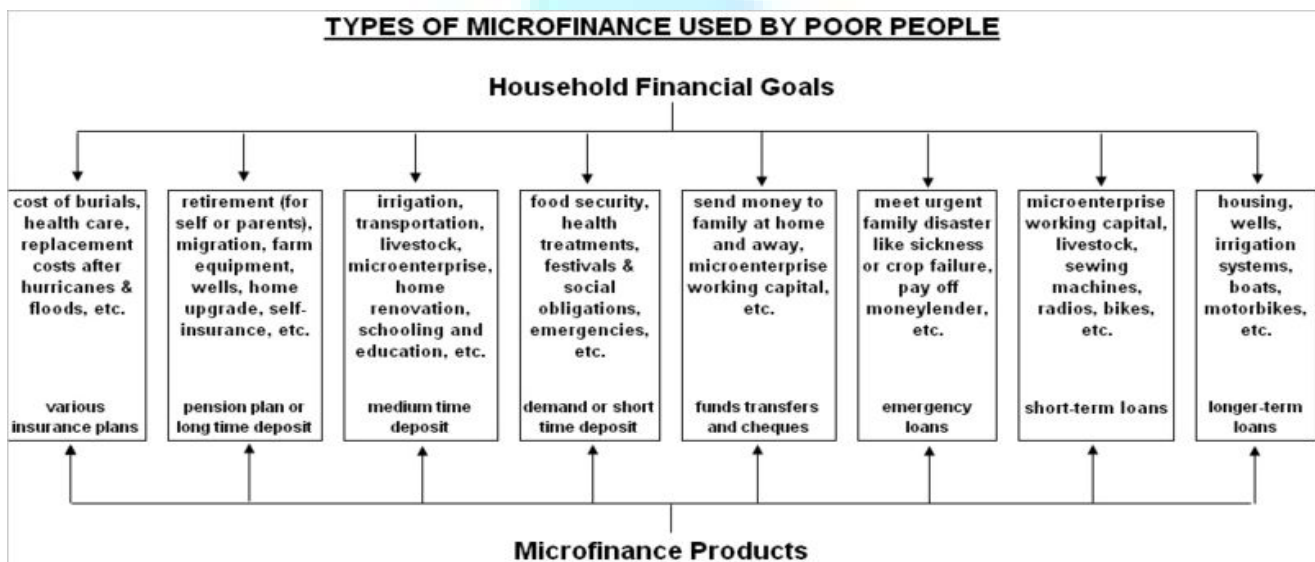 TYPES OF MICROFINANCE USED BY POOR PEOPLE
Household Financial Goals
cost of burials,
health care,
replacement
costs after
hurricanes &
floods, etc.
various
insurance plans
retirement (for
self or parents),
migration, farm
equipment,
wells, home
upgrade, self-
insurance, etc.
pension plan or
long time deposit
irrigation,
transportation,
livestock,
microenterprise,
home
renovation,
schooling and
education, etc.
medium time
deposit
food security,
health
treatments,
festivals &
social
obligations,
emergencies,
etc.
demand or short
time deposit
send money to
family at home
and away,
microenterprise
working capital,
etc.
funds transfers
and cheques
meet urgent
family disaster
like sickness
or crop failure,
pay off
moneylender,
etc.
emergency
loans
microenterprise
working capital,
livestock,
sewing
machines,
radios, bikes,
etc.
short-term loans
housing,
wells,
irrigation
systems,
boats,
motorbikes,
etc.
longer-term
loans
Microfinance Products